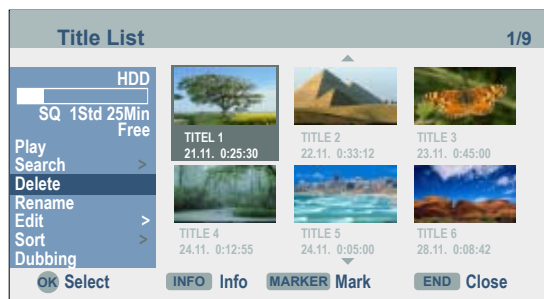 Title List 1/9
HDD
SQ 1Std 25Min
Free
Play
Search >
Delete
Rename
Edit >
Sort >
Dubbing
TITEL 1
21.11. 0:25:30
TITLE 2
22.11. 0:33:12
TITLE 3
23.11. 0:45:00
TITLE 4
24.11. 0:12:55
TITLE 5
24.11. 0:05:00
TITLE 6
28.11. 0:08:42
OK Select INFO Info MARKER Mark END Close